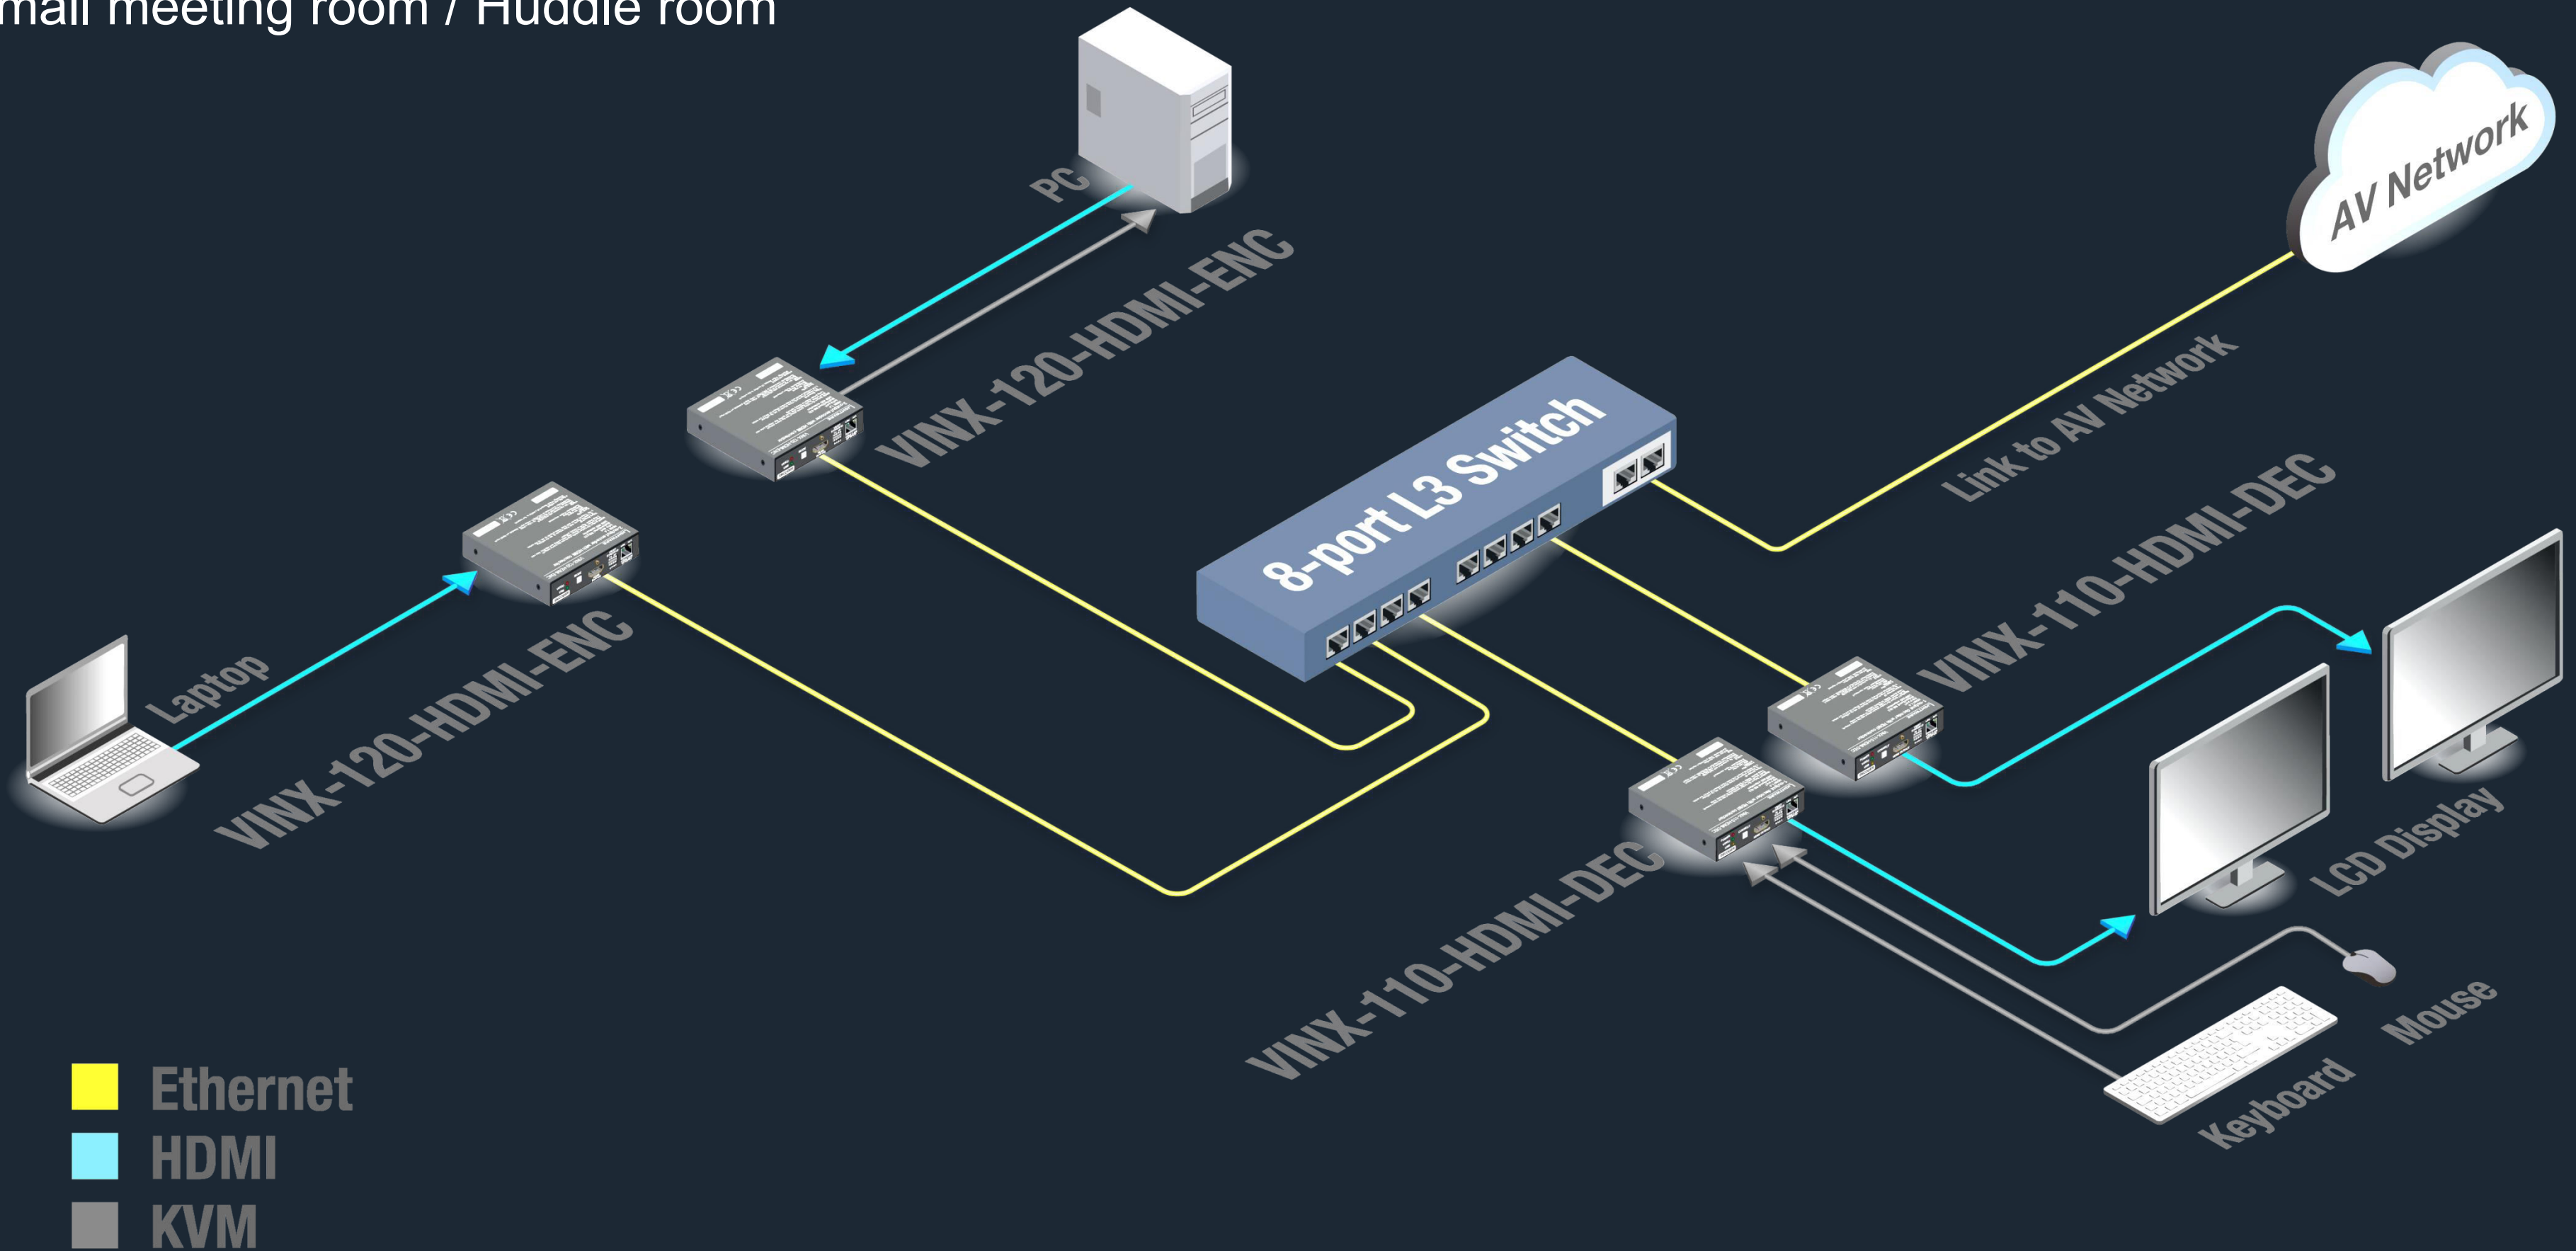 mall meeting room / Huddle room
PC
AV Network
VINX-120-HDMI-ENC
8-port L3 Switch
Link to AV Network
VINX-110-HDMI-DEC
Laptop
VINX-120-HDMI-ENC
LCD Display
VINX-110-HDMI-DEC
Mouse
Keyboard
Ethernet
HDMI
KVM